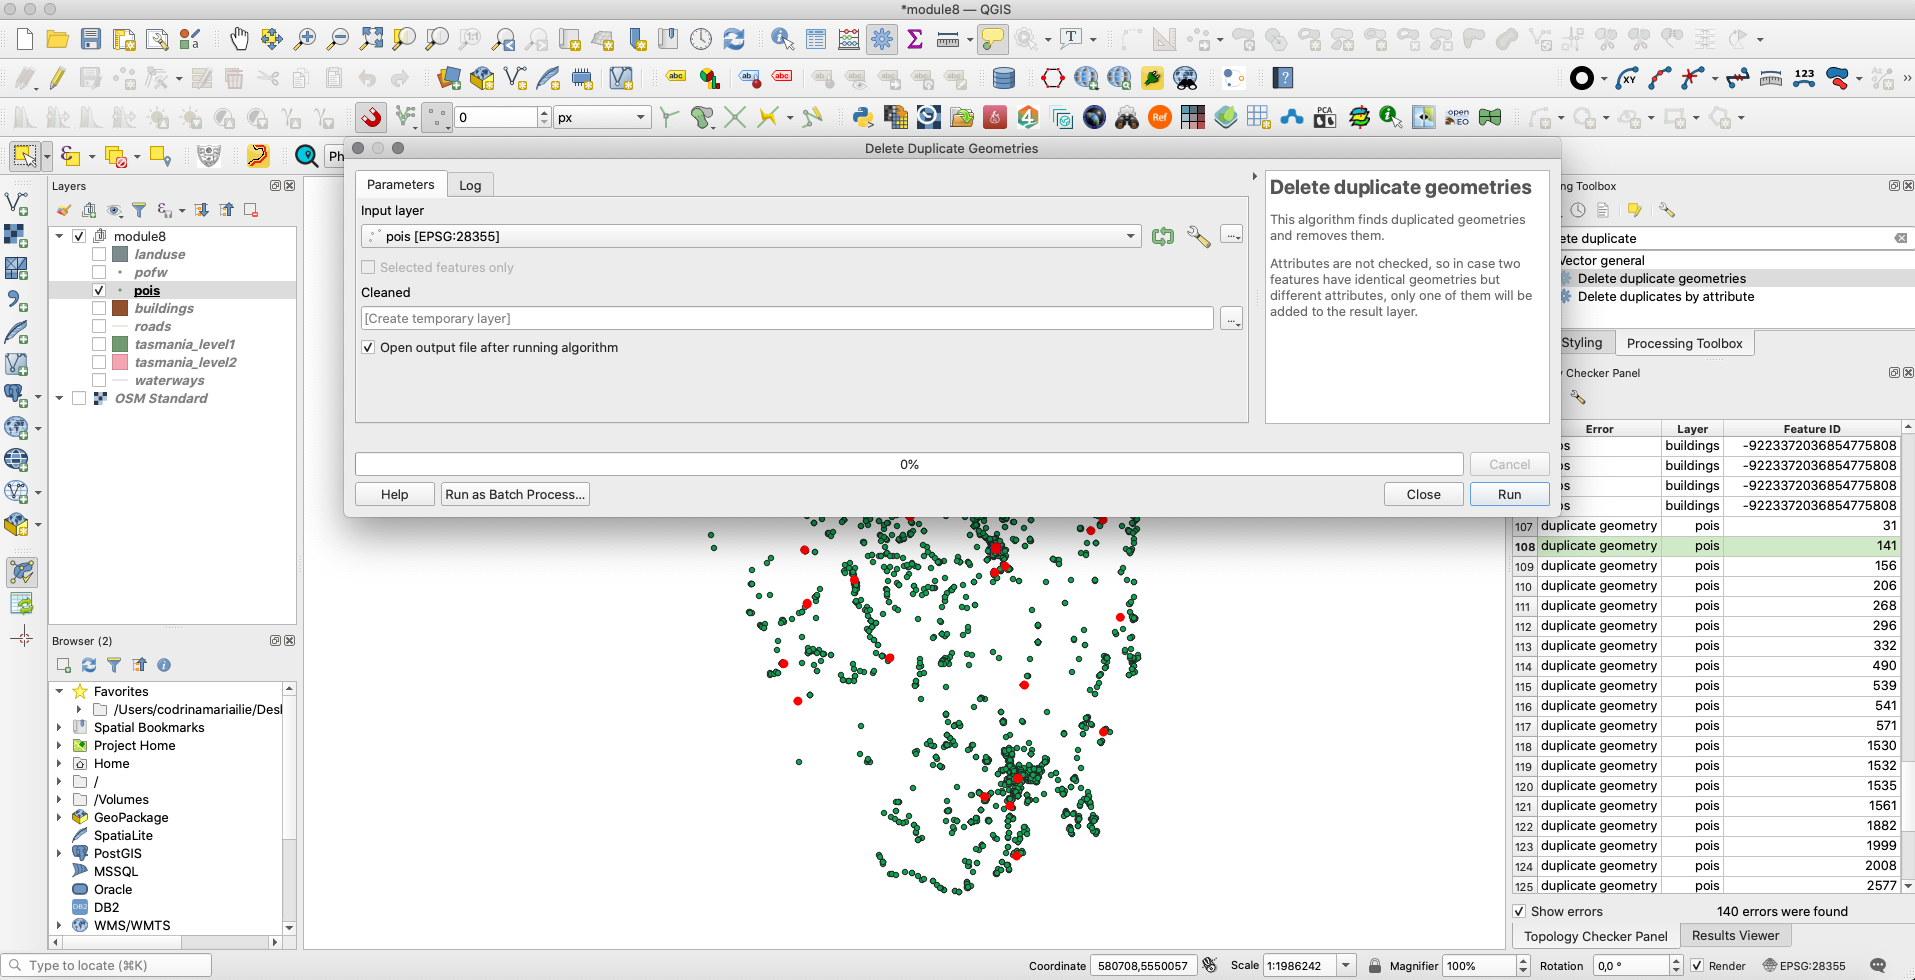 *module8 — QGIS
0
px
Ph
Layers
module8
landuse
pofw
pois
buildings
roads
tasmania_level1
tasmania_level2
waterways
OSM Standard
Browser (2)
Favorites
/Users/codrinamariailie/Desl
Spatial Bookmarks
Project Home
Home
/
/Volumes
GeoPackage
SpatiaLite
PostGIS
MSSQL
Oracle
DB2
WMS/WMTS
Delete Duplicate Geometries
Parameters
Log
Input layer
pois [EPSG:28355]
Selected features only
Cleaned
[Create temporary layer]
Open output file after running algorithm
0%
Help
Run as Batch Process...
Cancel
Close
Run
Delete duplicate geometries
This algorithm finds duplicated geometries
and removes them.
Attributes are not checked, so in case two
features have identical geometries but
different attributes, only one of them will be
added to the result layer.
ng Toolbox
ete duplicate
Vector general
Delete duplicate geometries
Delete duplicates by attribute
Styling
Processing Toolbox
Checker Panel
Error Layer Feature ID
os buildings -9223372036854775808
os buildings -9223372036854775808
os buildings -9223372036854775808
os buildings -9223372036854775808
107 duplicate geometry pois 31
108 duplicate geometry pois 141
109 duplicate geometry pois 156
110 duplicate geometry pois 206
111 duplicate geometry pois 268
112 duplicate geometry pois 296
113 duplicate geometry pois 332
114 duplicate geometry pois 490
115 duplicate geometry pois 539
116 duplicate geometry pois 541
117 duplicate geometry pois 571
118 duplicate geometry pois 1530
119 duplicate geometry pois 1532
120 duplicate geometry pois 1535
121 duplicate geometry pois 1561
122 duplicate geometry pois 1882
123 duplicate geometry pois 1999
124 duplicate geometry pois 2008
125 duplicate geometry pois 2577
Show errors
140 errors were found
Topology Checker Panel
Results Viewer
Type to locate (⌘K)
Coordinate 580708,5550057
Scale 1:1986242
Magnifier 100%
Rotation 0,0 °
Render
EPSG:28355